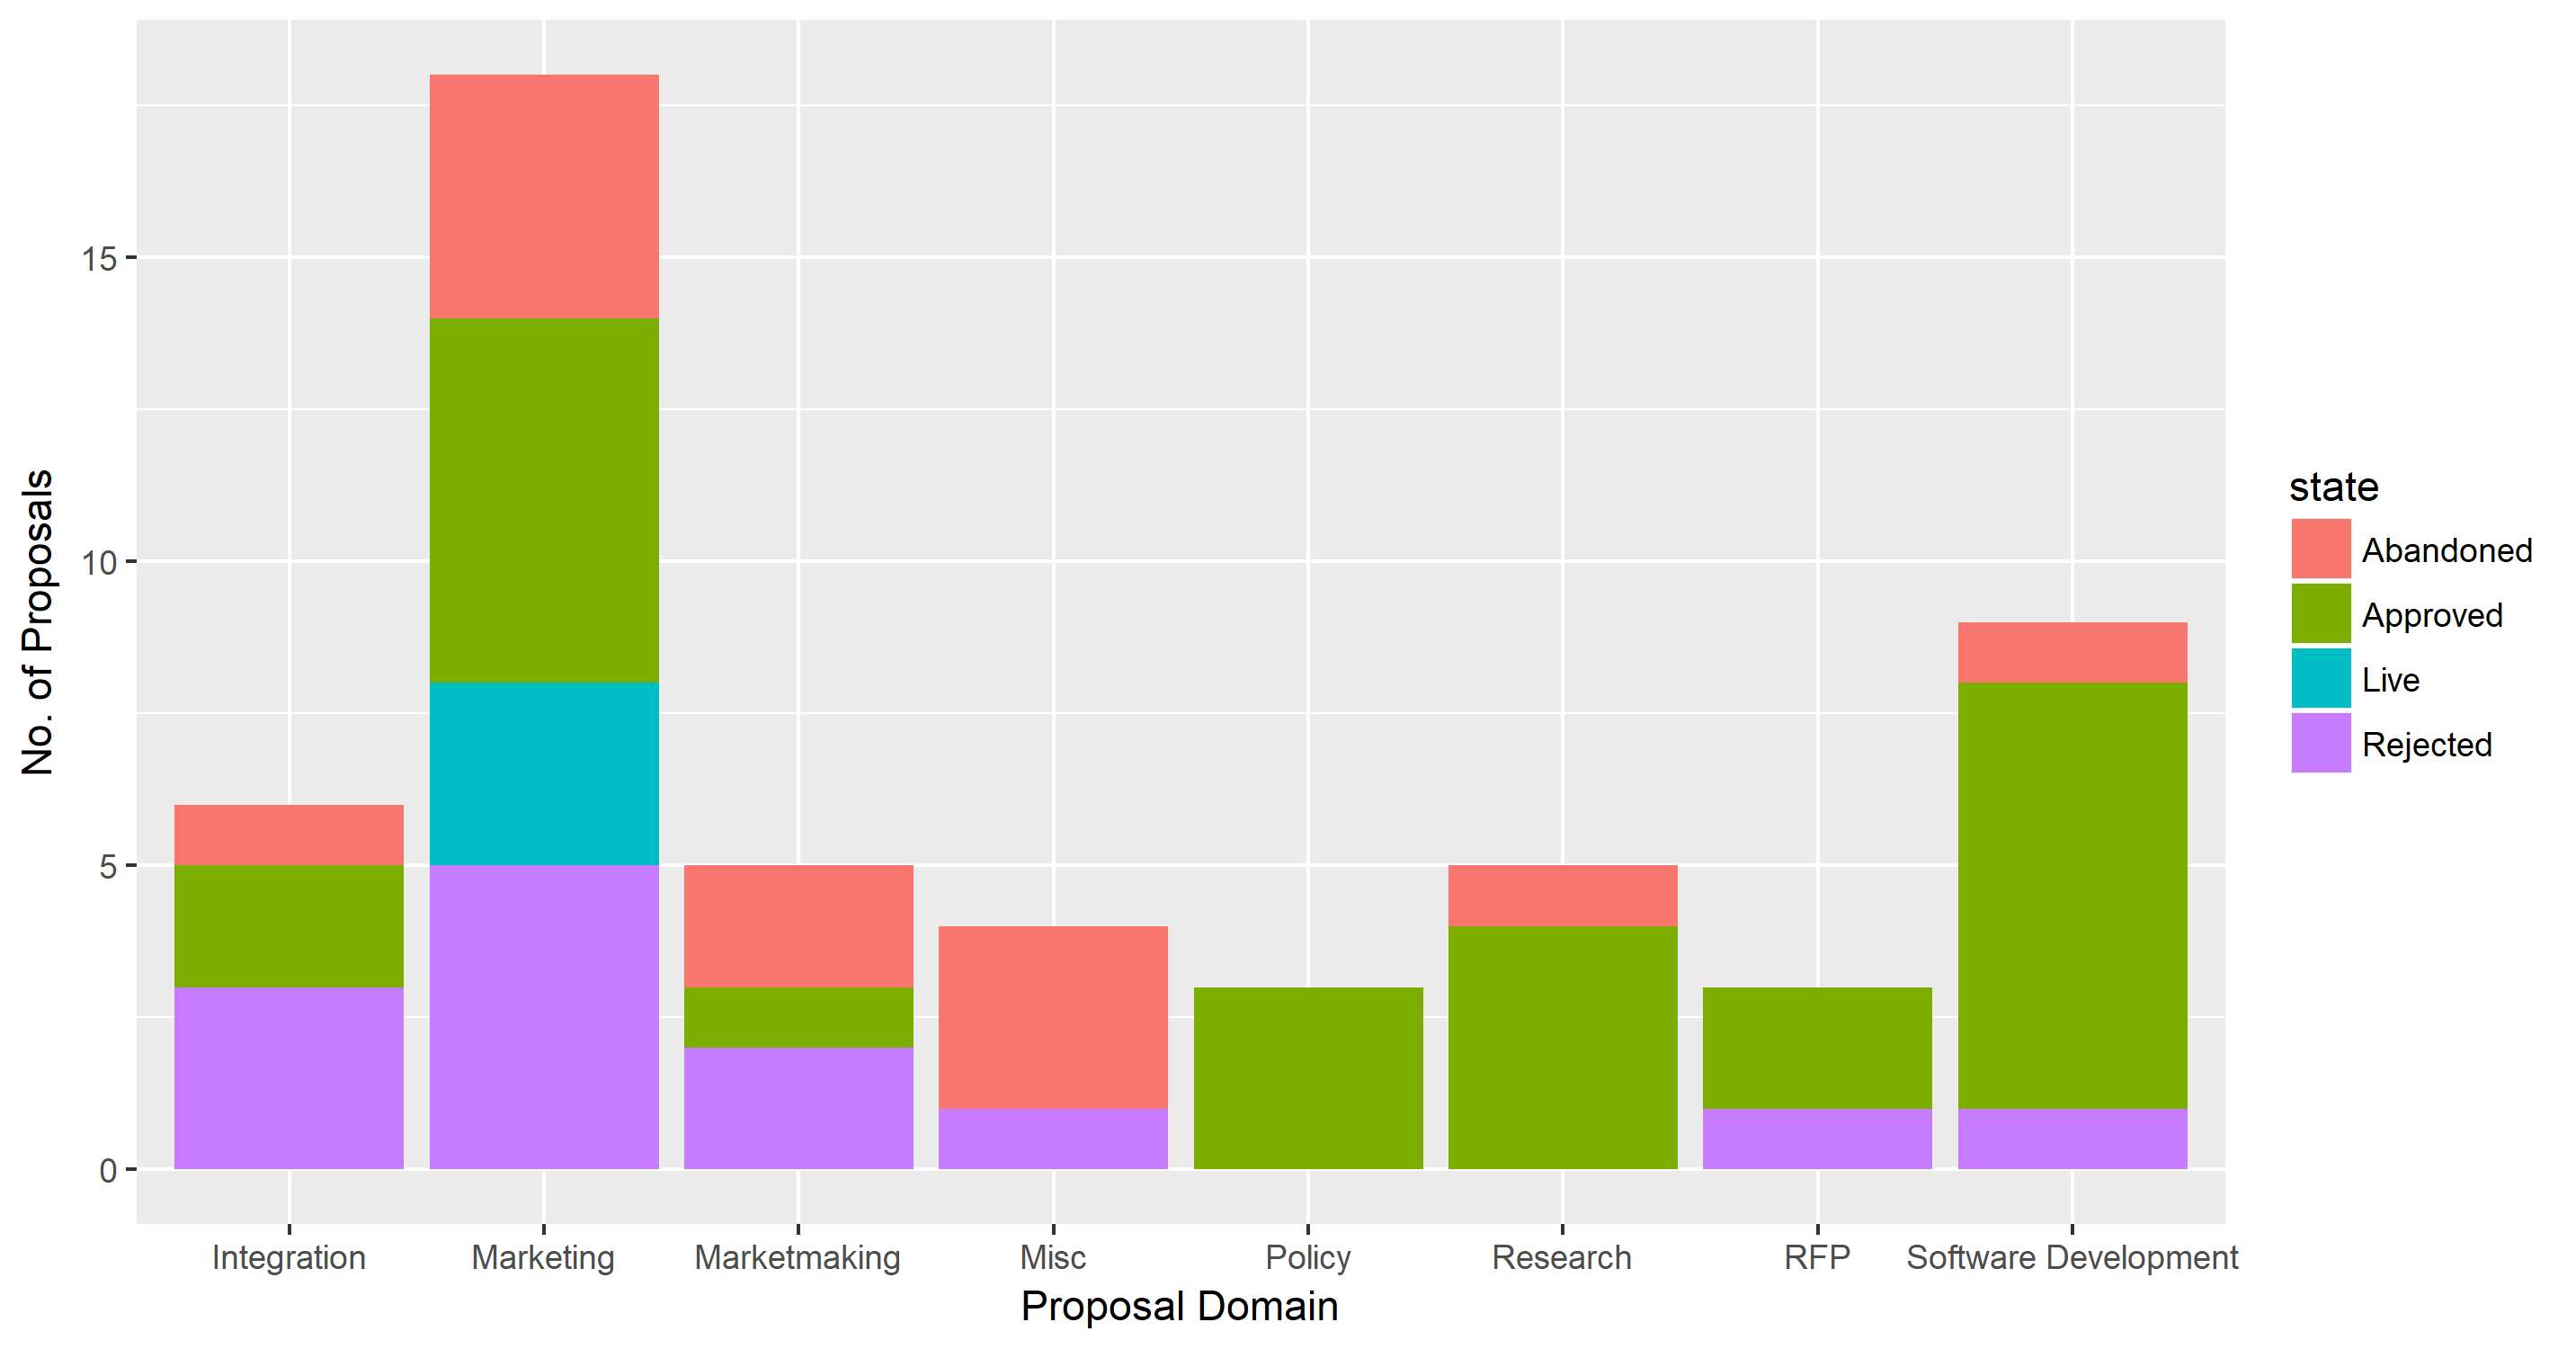 No. of Proposals
15
10
5
0
Integration
Marketing
Marketmaking
Misc
Policy
Research
RFP
Software Development
Proposal Domain
state
Abandoned
Approved
Live
Rejected